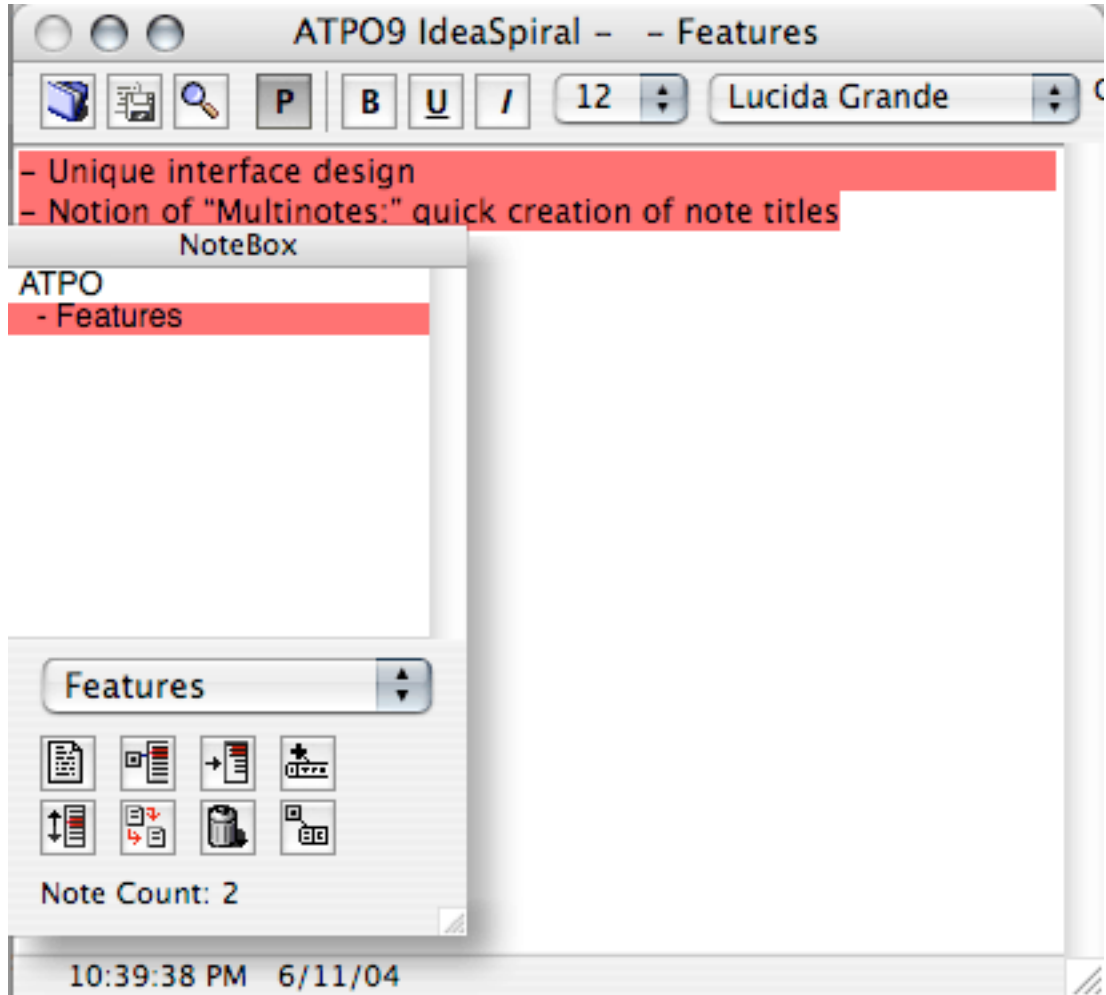 ATPO9 IdeaSpiral – – Features
P B U I 12 Lucida Grande
– Unique interface design
– Notion of “Multinotes:” quick creation of note titles
NoteBox
ATPO
- Features
Features
Note Count: 2
10:39:38 PM 6/11/04